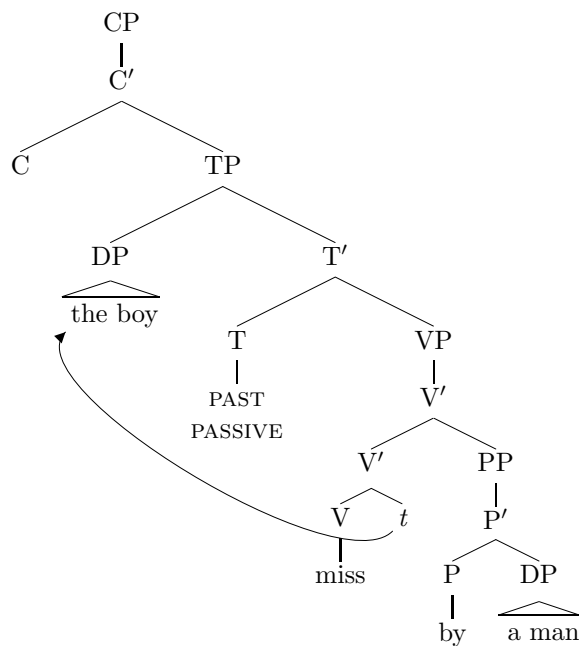 CP
C′
C TP
DP T′
the boy
T VP
PAST V′
PASSIVE
V′ PP
V t P′
miss P DP
by a man